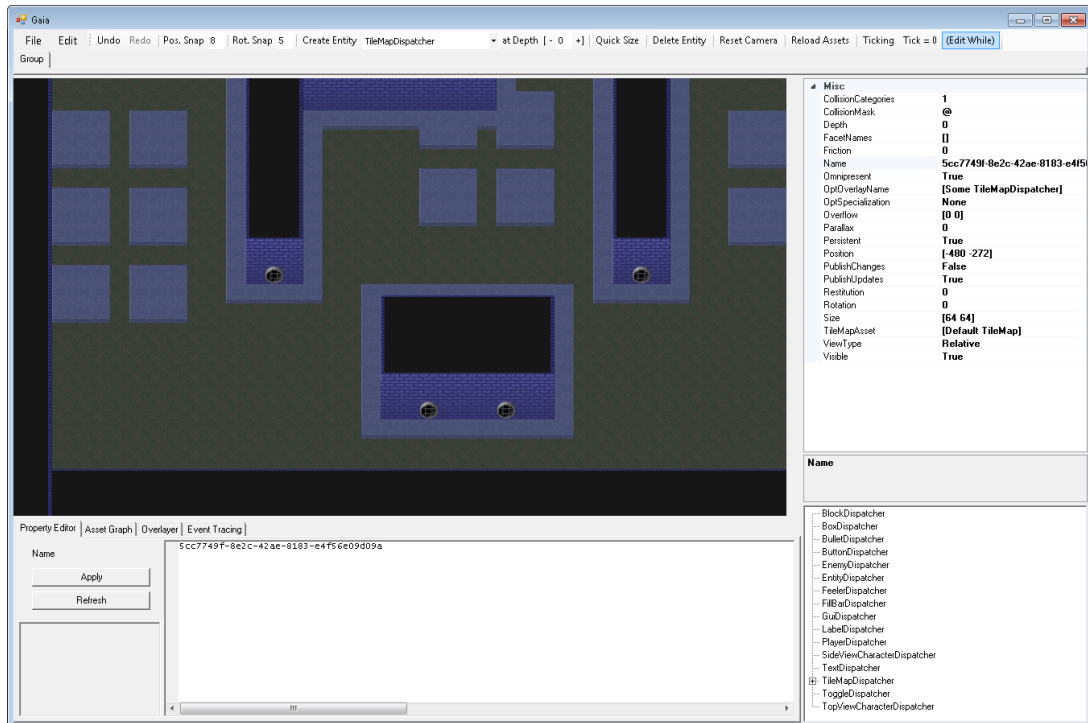 Gaia
File Edit Undo Redo Pos. Snap 8 Rot. Snap 5 Create Entity TileMapDispatcher at Depth [ - 0 +] Quick Size Delete Entity Reset Camera Reload Assets Ticking Tick = 0 (Edit While)
Group
Misc
CollisionCategories 1
CollisionMask @
Depth 0
FacetNames []
Friction 0
Name 5cc7749f-8e2c-42ae-8183-e4f5
Omnipresent True
OptOverlayName [Some TileMapDispatcher]
OptSpecialization None
Overflow [0 0]
Parallax 0
Persistent True
Position [-480 -272]
PublishChanges False
PublishUpdates True
Restitution 0
Rotation 0
Size [64 64]
TileMapAsset [Default TileMap]
ViewType Relative
Visible True
Name
Property Editor Asset Graph Overlayer Event Tracing
Name
Apply
Refresh
5cc7749f-8e2c-42ae-8183-e4f56e09d09a
BlockDispatcher
BoxDispatcher
BulletDispatcher
ButtonDispatcher
EnemyDispatcher
EntityDispatcher
FeelerDispatcher
FillBarDispatcher
GuiDispatcher
LabelDispatcher
PlayerDispatcher
SideViewCharacterDispatcher
TextDispatcher
TileMapDispatcher
ToggleDispatcher
TopViewCharacterDispatcher